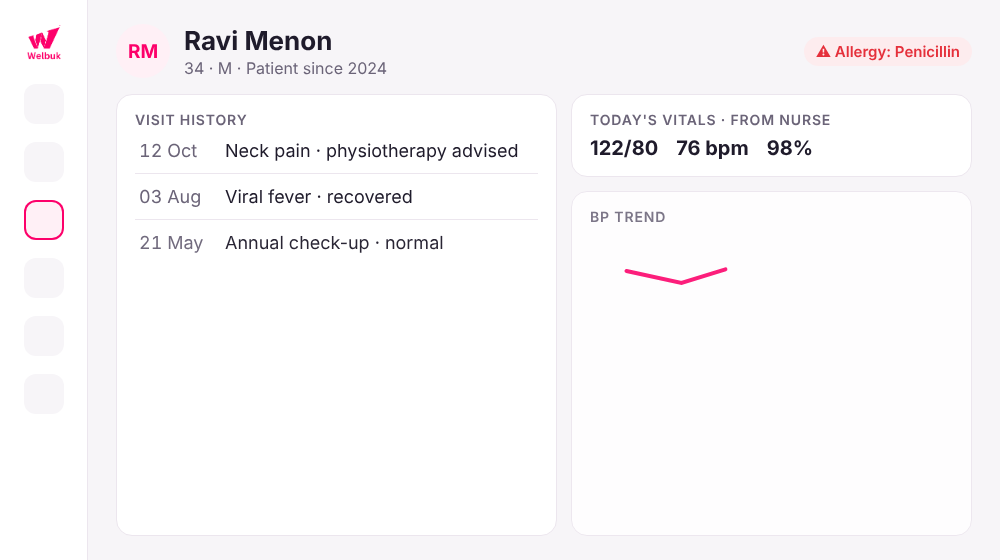 Welbuk
RM
Ravi Menon
34 · M · Patient since 2024
⚠ Allergy: Penicillin
VISIT HISTORY
12 Oct Neck pain · physiotherapy advised
03 Aug Viral fever · recovered
21 May Annual check-up · normal
TODAY'S VITALS · FROM NURSE
122/80 76 bpm 98%
BP TREND